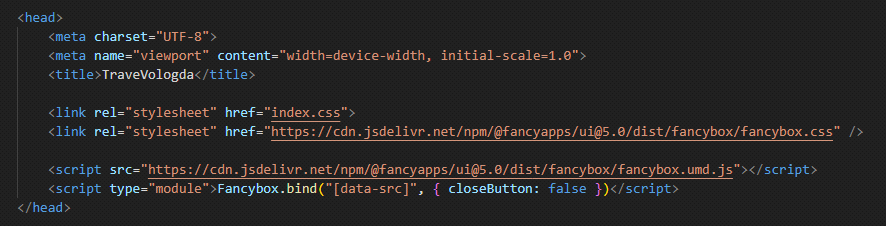 <head>
<meta charset="UTF-8">
<meta name="viewport" content="width=device-width, initial-scale=1.0">
<title>TraveVologda</title>
<link rel="stylesheet" href="index.css">
<link rel="stylesheet" href="https://cdn.jsdelivr.net/npm/@fancyapps/ui@5.0/dist/fancybox/fancybox.css" />
<script src="https://cdn.jsdelivr.net/npm/@fancyapps/ui@5.0/dist/fancybox/fancybox.umd.js"></script>
<script type="module">Fancybox.bind("[data-src]", { closeButton: false })</script>
</head>